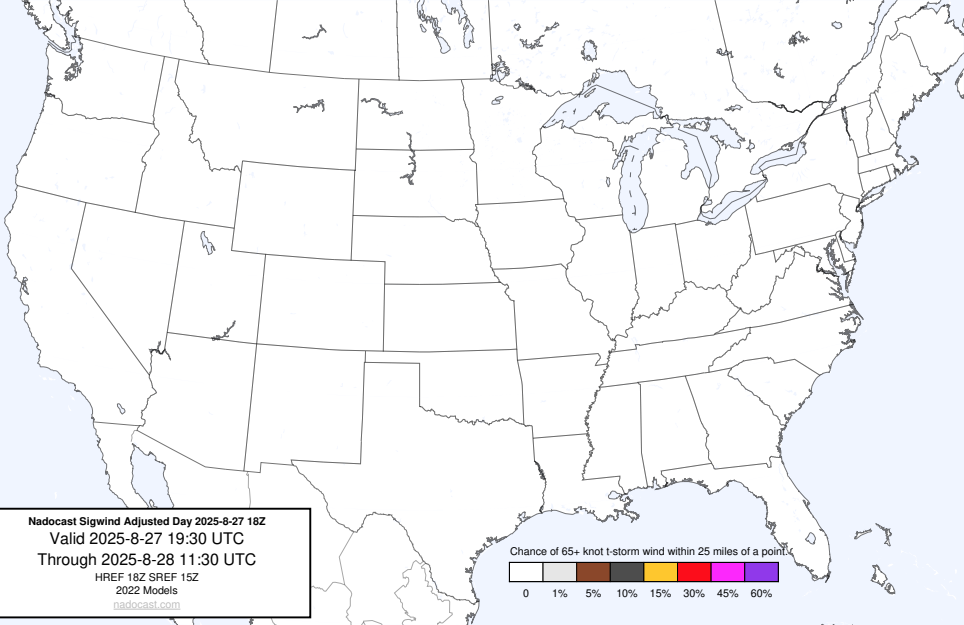 Nadocast Sigwind Adjusted Day 2025-8-27 18Z
Valid 2025-8-27 19:30 UTC
Through 2025-8-28 11:30 UTC
HREF 18Z SREF 15Z
2022 Models
nadocast.com
Chance of 65+ knot t-storm wind within 25 miles of a point.
0 1% 5% 10% 15% 30% 45% 60%